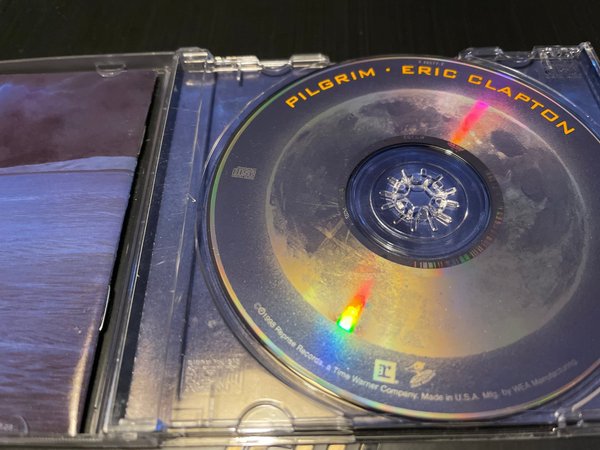 PILGRIM · ERIC CLAPTON
℗©1998 Reprise Records, a Time Warner Company. Made in U.S.A. Mfg. by WEA Manufacturing.